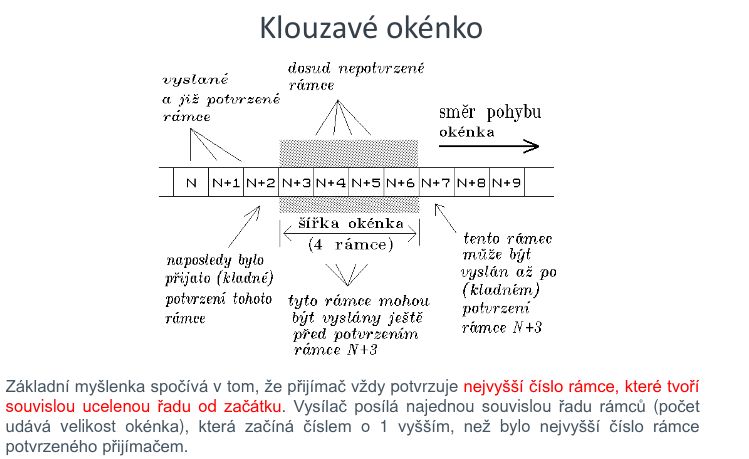 Klouzavé okénko
vyslané
a již potvrzené
rámce
dosud nepotvrzené
rámce
směr pohybu
okénka
N N+1 N+2 N+3 N+4 N+5 N+6 N+7 N+8 N+9
šířka okénka
(4 rámce)
naposledy bylo
přijato (kladné)
potvrzení tohoto
rámce
tyto rámce mohou
být vyslány ještě
před potvrzením
rámce N+3
tento rámec
může být
vyslán až po
(kladném)
potvrzení
rámce N+3
Základní myšlenka spočívá v tom, že přijímač vždy potvrzuje nejvyšší číslo rámce, které tvoří
souvislou ucelenou řadu od začátku. Vysílač posílá najednou souvislou řadu rámců (počet
udává velikost okénka), která začíná číslem o 1 vyšším, než bylo nejvyšší číslo rámce
potvrzeného přijímačem.